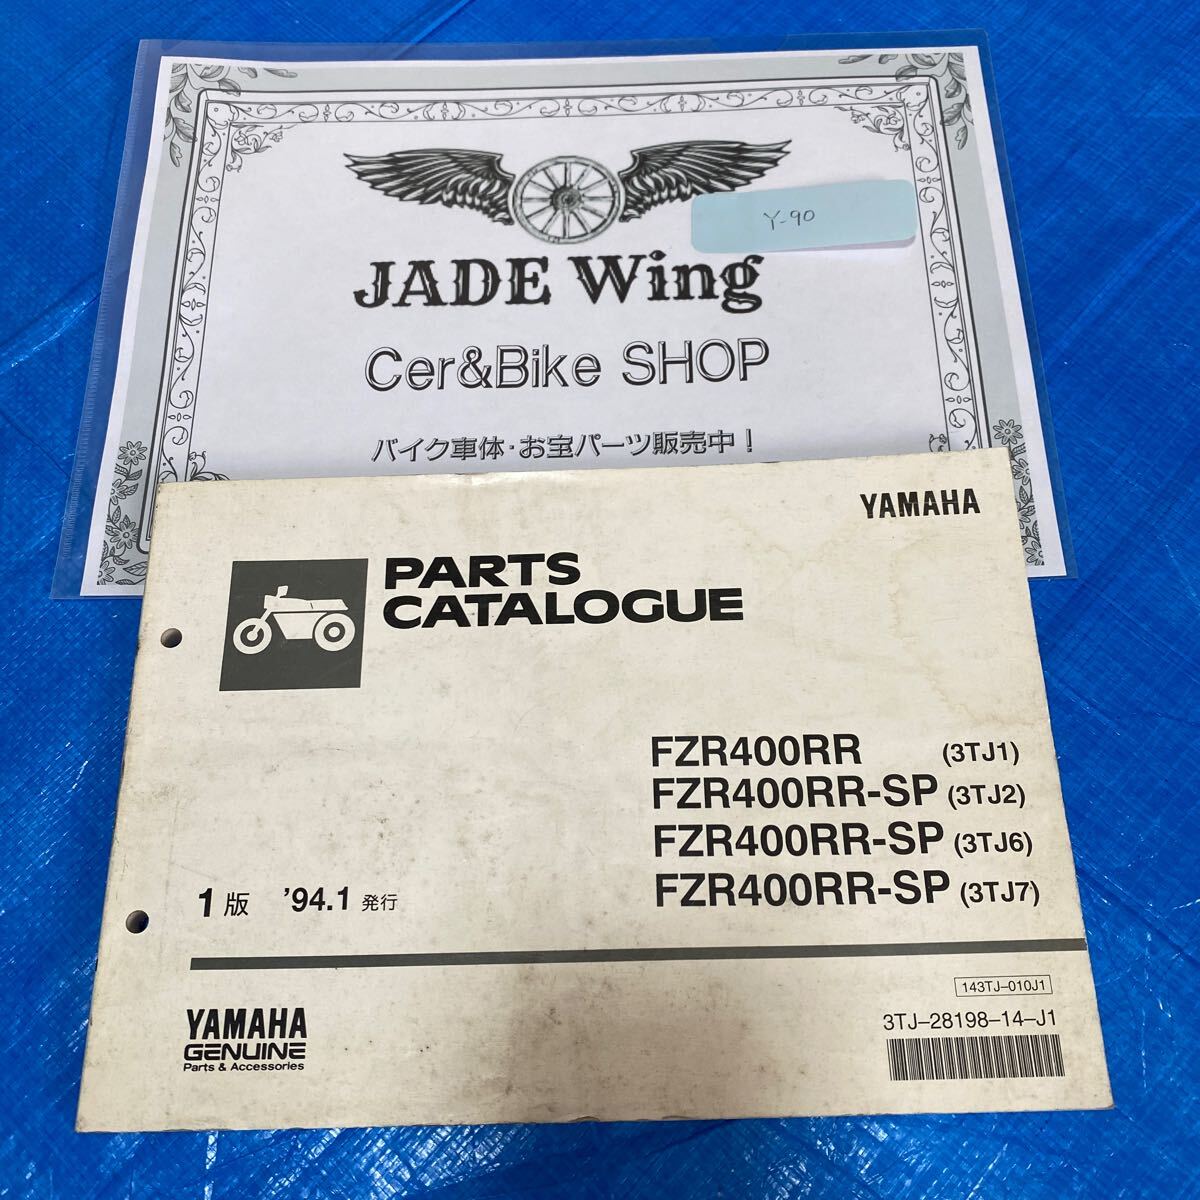 Y-90
JADE Wing
Cer&Bike SHOP
バイク車体・お宝パーツ販売中！
YAMAHA
PARTS
CATALOGUE
FZR400RR (3TJ1)
FZR400RR-SP (3TJ2)
FZR400RR-SP (3TJ6)
FZR400RR-SP (3TJ7)
1版 '94.1 発行
143TJ-010J1
3TJ-28198-14-J1
YAMAHA
GENUINE
Parts & Accessories